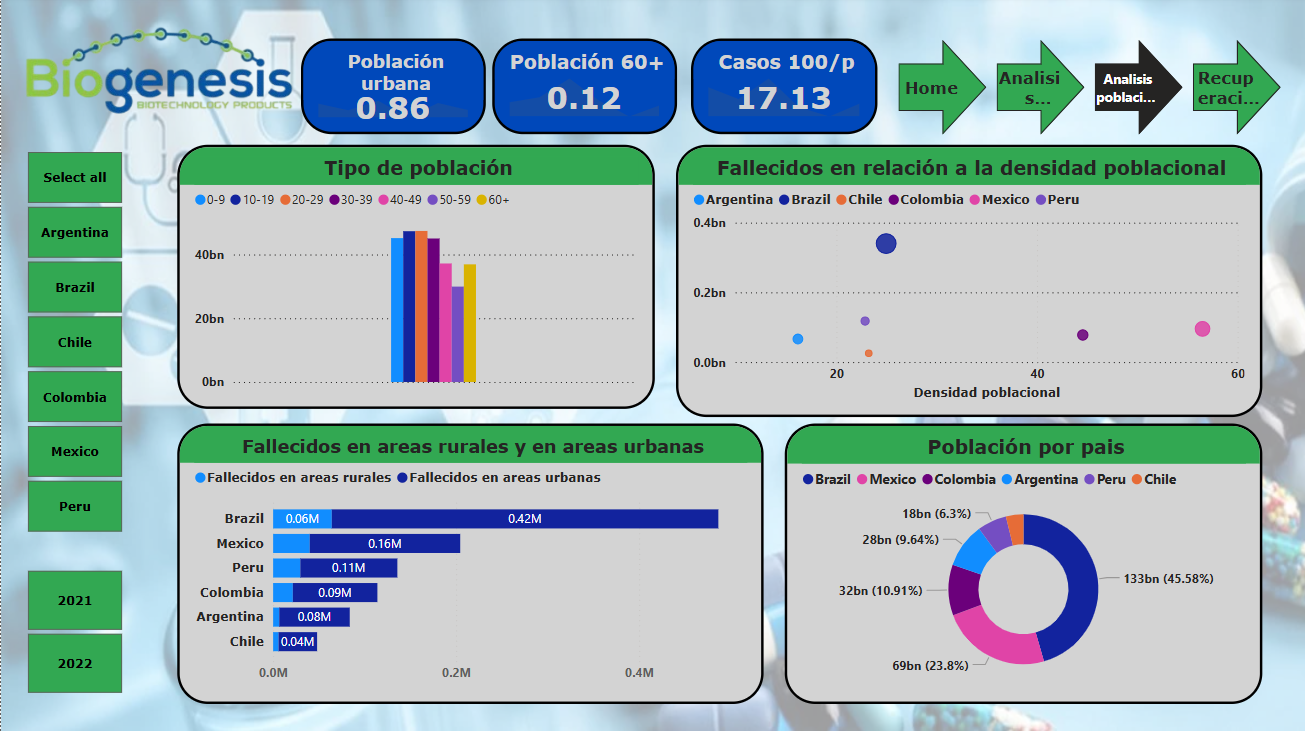 Biogenesis
BIOTECHNOLOGY PRODUCTS
Población
urbana
0.86
Población 60+
0.12
Casos 100/p
17.13
Home
Analisi
s...
Analisis
poblaci...
Recup
eraci...
Select all
Argentina
Brazil
Chile
Colombia
Mexico
Peru
2021
2022
Tipo de población
0-9 10-19 20-29 30-39 40-49 50-59 60+
40bn
20bn
0bn
Fallecidos en relación a la densidad poblacional
Argentina Brazil Chile Colombia Mexico Peru
0.4bn
0.2bn
0.0bn
20 40 60
Densidad poblacional
Fallecidos en areas rurales y en areas urbanas
Fallecidos en areas rurales Fallecidos en areas urbanas
Brazil 0.06M 0.42M
Mexico 0.16M
Peru 0.11M
Colombia 0.09M
Argentina 0.08M
Chile 0.04M
0.0M 0.2M 0.4M
Población por pais
Brazil Mexico Colombia Argentina Peru Chile
18bn (6.3%)
28bn (9.64%)
133bn (45.58%)
32bn (10.91%)
69bn (23.8%)